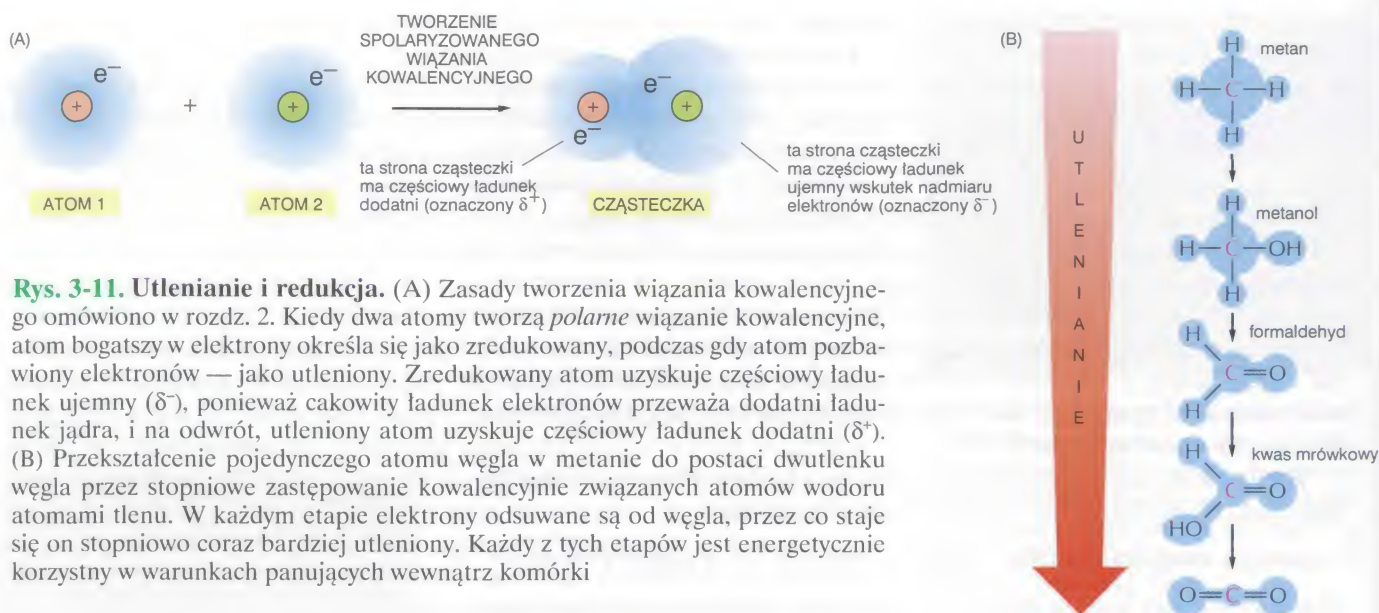 (A)
TWORZENIE
SPOLARYZOWANEGO
WIĄZANIA
KOWALENCYJNEGO
e⁻
+
+
e⁻
+
e⁻
+
e⁻
+
ta strona cząsteczki
ma częściowy ładunek
dodatni (oznaczony δ⁺)
ta strona cząsteczki
ma częściowy ładunek
ujemny wskutek nadmiaru
elektronów (oznaczony δ⁻)
ATOM 1
ATOM 2
CZĄSTECZKA
Rys. 3-11. Utlenianie i redukcja. (A) Zasady tworzenia wiązania kowalencyjne-
go omówiono w rozdz. 2. Kiedy dwa atomy tworzą polarne wiązanie kowalencyjne,
atom bogatszy w elektrony określa się jako zredukowany, podczas gdy atom pozba-
wiony elektronów — jako utleniony. Zredukowany atom uzyskuje częściowy ładu-
nek ujemny (δ⁻), ponieważ cakowity ładunek elektronów przeważa dodatni ładu-
nek jądra, i na odwrót, utleniony atom uzyskuje częściowy ładunek dodatni (δ⁺).
(B) Przekształcenie pojedynczego atomu węgla w metanie do postaci dwutlenku
węgla przez stopniowe zastępowanie kowalencyjnie związanych atomów wodoru
atomami tlenu. W każdym etapie elektrony odsuwane są od węgla, przez co staje
się on stopniowo coraz bardziej utleniony. Każdy z tych etapów jest energetycznie
korzystny w warunkach panujących wewnątrz komórki
(B)
UTLENIANIE
H
metan
H—C—H
H
H
metanol
H—C—OH
H
formaldehyd
H
C=O
H
kwas mrówkowy
H
C=O
HO
O=C=O